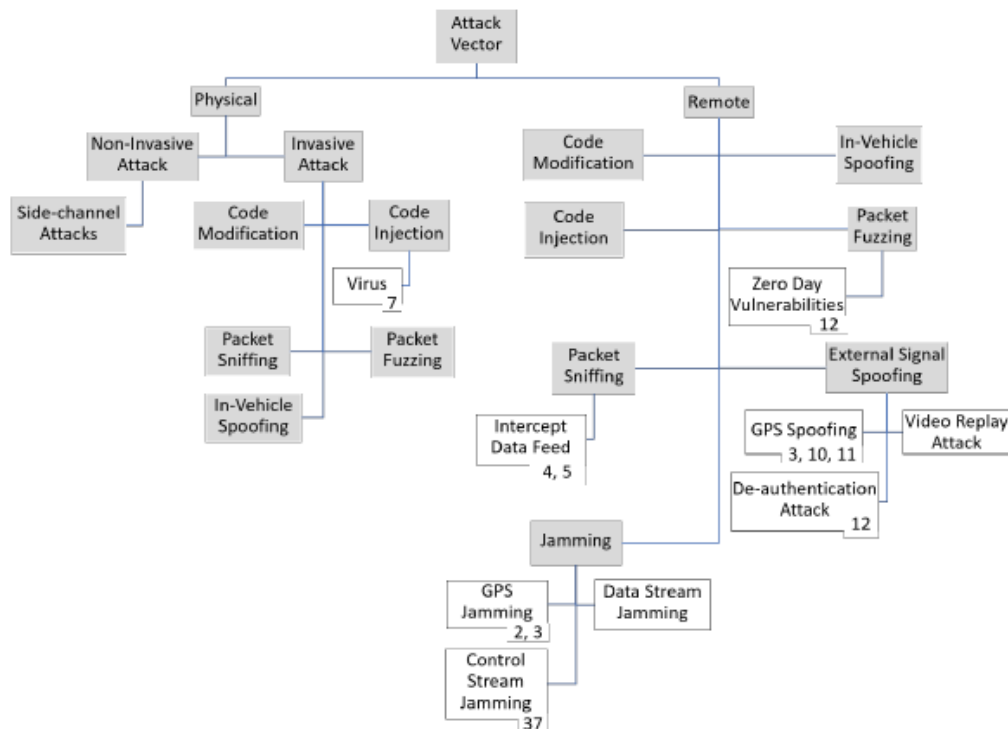 Attack
Vector
Physical
Remote
Non-Invasive
Attack
Invasive
Attack
Code
Modification
In-Vehicle
Spoofing
Side-channel
Attacks
Code
Modification
Code
Injection
Code
Injection
Packet
Fuzzing
Virus
7
Zero Day
Vulnerabilities
12
Packet
Sniffing
Packet
Fuzzing
Packet
Sniffing
External Signal
Spoofing
In-Vehicle
Spoofing
Intercept
Data Feed
4, 5
GPS Spoofing
3, 10, 11
Video Replay
Attack
De-authentication
Attack
12
Jamming
GPS
Jamming
2, 3
Data Stream
Jamming
Control
Stream
Jamming
37